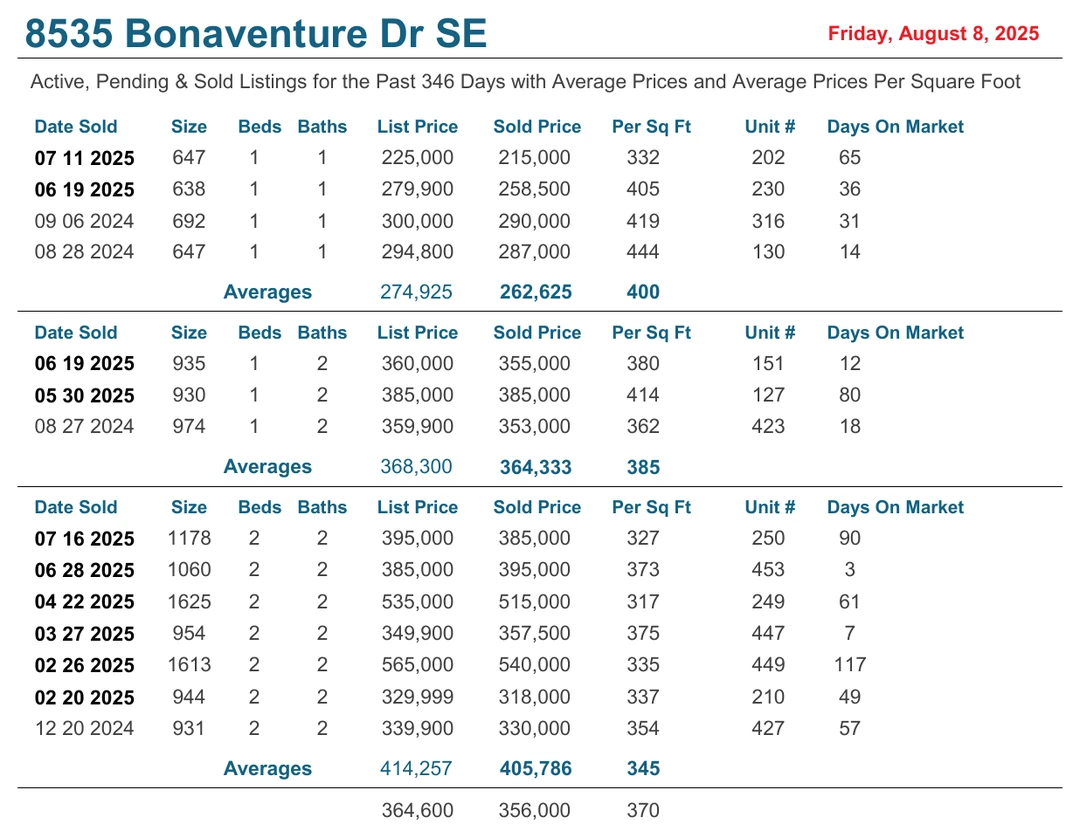 8535 Bonaventure Dr SE Friday, August 8, 2025
Active, Pending & Sold Listings for the Past 346 Days with Average Prices and Average Prices Per Square Foot
Date Sold Size Beds Baths List Price Sold Price Per Sq Ft Unit # Days On Market
07 11 2025 647 1 1 225,000 215,000 332 202 65
06 19 2025 638 1 1 279,900 258,500 405 230 36
09 06 2024 692 1 1 300,000 290,000 419 316 31
08 28 2024 647 1 1 294,800 287,000 444 130 14
Averages 274,925 262,625 400
Date Sold Size Beds Baths List Price Sold Price Per Sq Ft Unit # Days On Market
06 19 2025 935 1 2 360,000 355,000 380 151 12
05 30 2025 930 1 2 385,000 385,000 414 127 80
08 27 2024 974 1 2 359,900 353,000 362 423 18
Averages 368,300 364,333 385
Date Sold Size Beds Baths List Price Sold Price Per Sq Ft Unit # Days On Market
07 16 2025 1178 2 2 395,000 385,000 327 250 90
06 28 2025 1060 2 2 385,000 395,000 373 453 3
04 22 2025 1625 2 2 535,000 515,000 317 249 61
03 27 2025 954 2 2 349,900 357,500 375 447 7
02 26 2025 1613 2 2 565,000 540,000 335 449 117
02 20 2025 944 2 2 329,999 318,000 337 210 49
12 20 2024 931 2 2 339,900 330,000 354 427 57
Averages 414,257 405,786 345
364,600 356,000 370